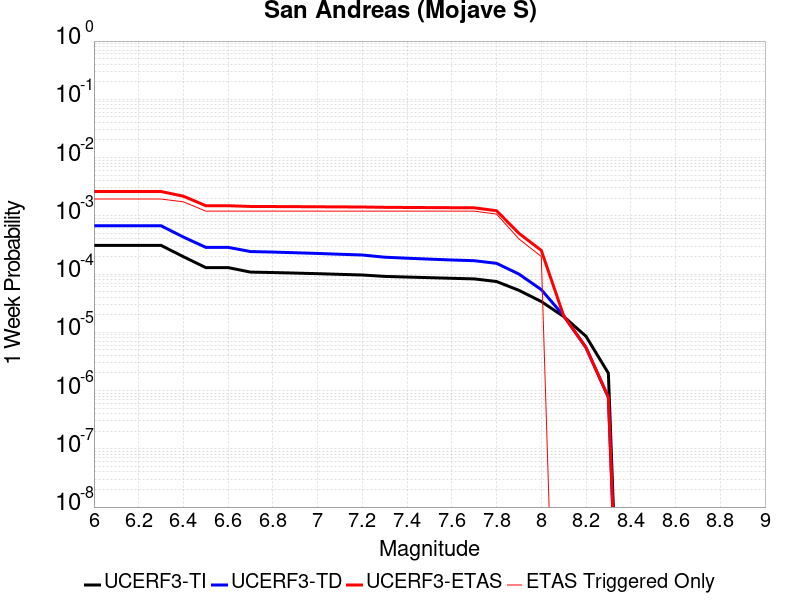 San Andreas (Mojave S)
10^0
10^-1
10^-2
10^-3
10^-4
10^-5
10^-6
10^-7
10^-8
1 Week Probability
6 6.2 6.4 6.6 6.8 7 7.2 7.4 7.6 7.8 8 8.2 8.4 8.6 8.8 9
Magnitude
UCERF3-TI UCERF3-TD UCERF3-ETAS ETAS Triggered Only